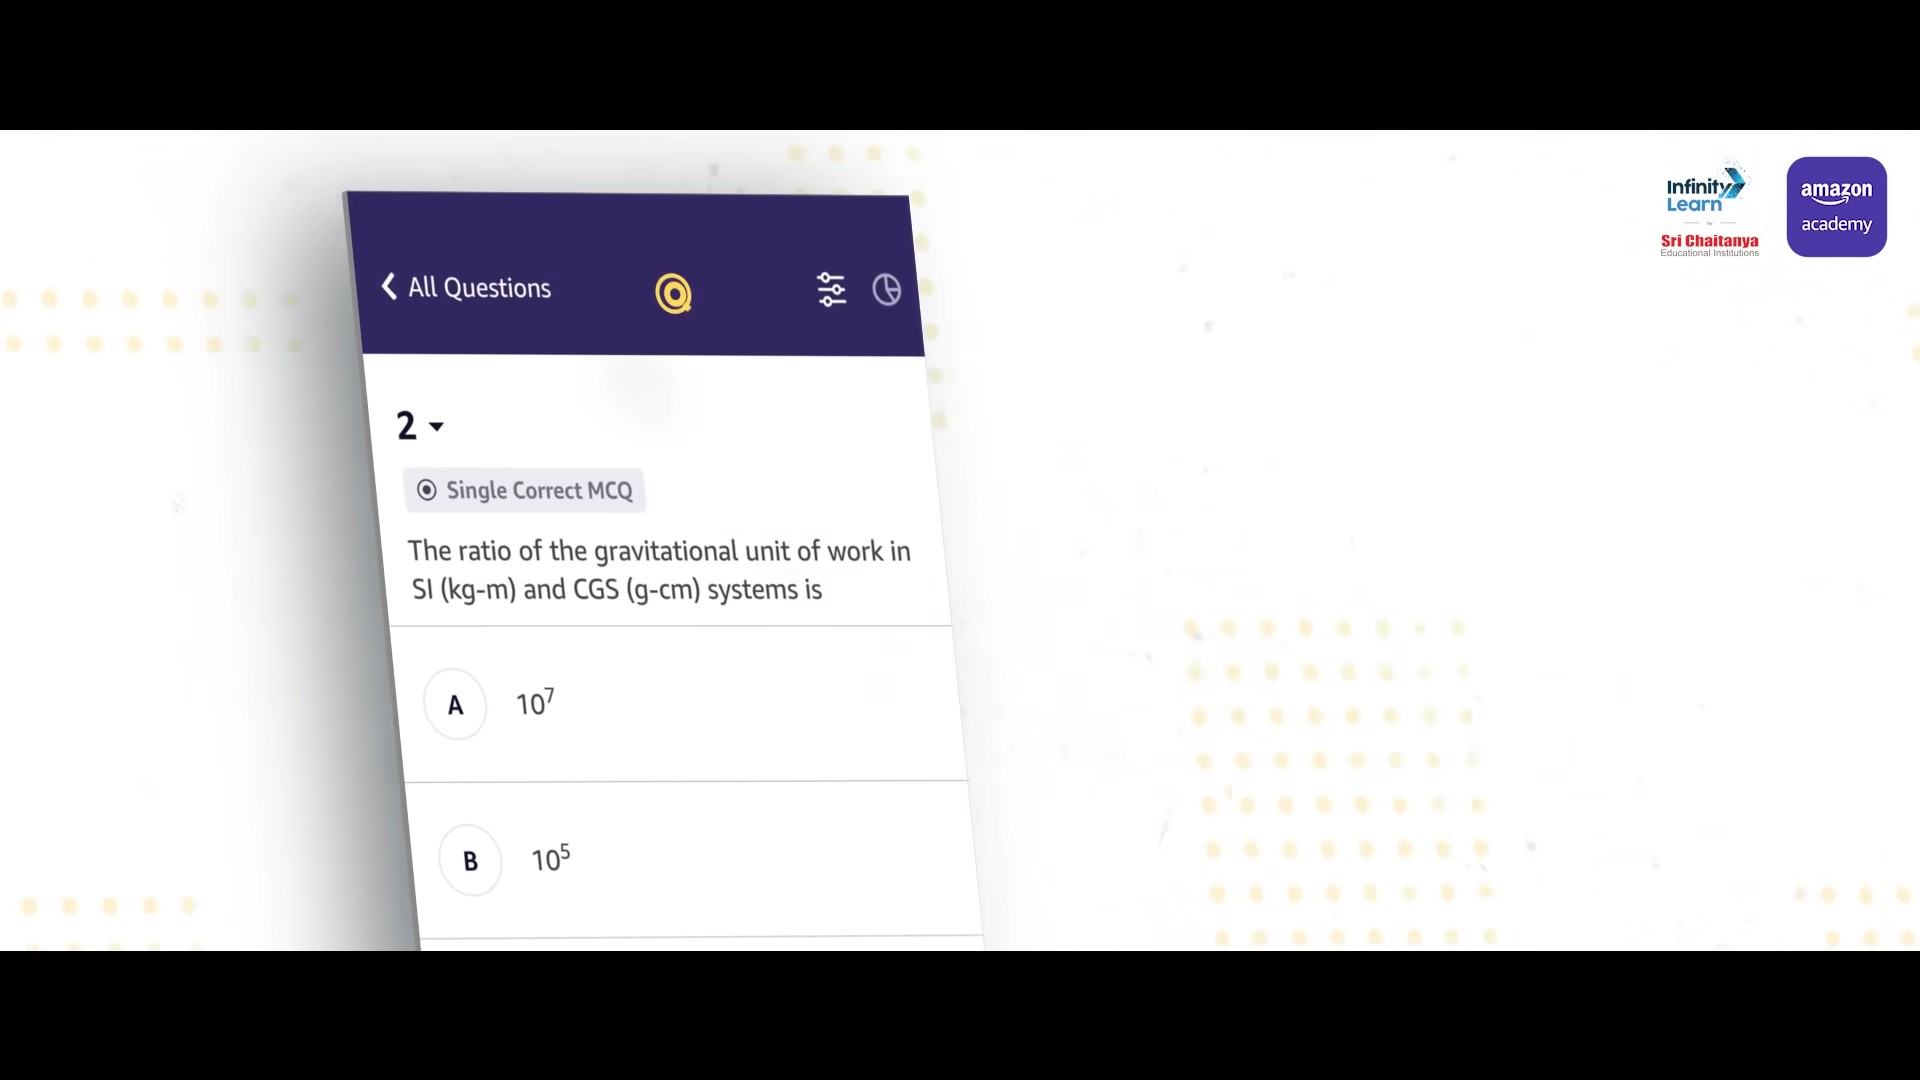 Infinity
Learn
by
Sri Chaitanya
Educational Institutions
amazon
academy
All Questions
2
Single Correct MCQ
The ratio of the gravitational unit of work in
SI (kg-m) and CGS (g-cm) systems is
A 10⁷
B 10⁵